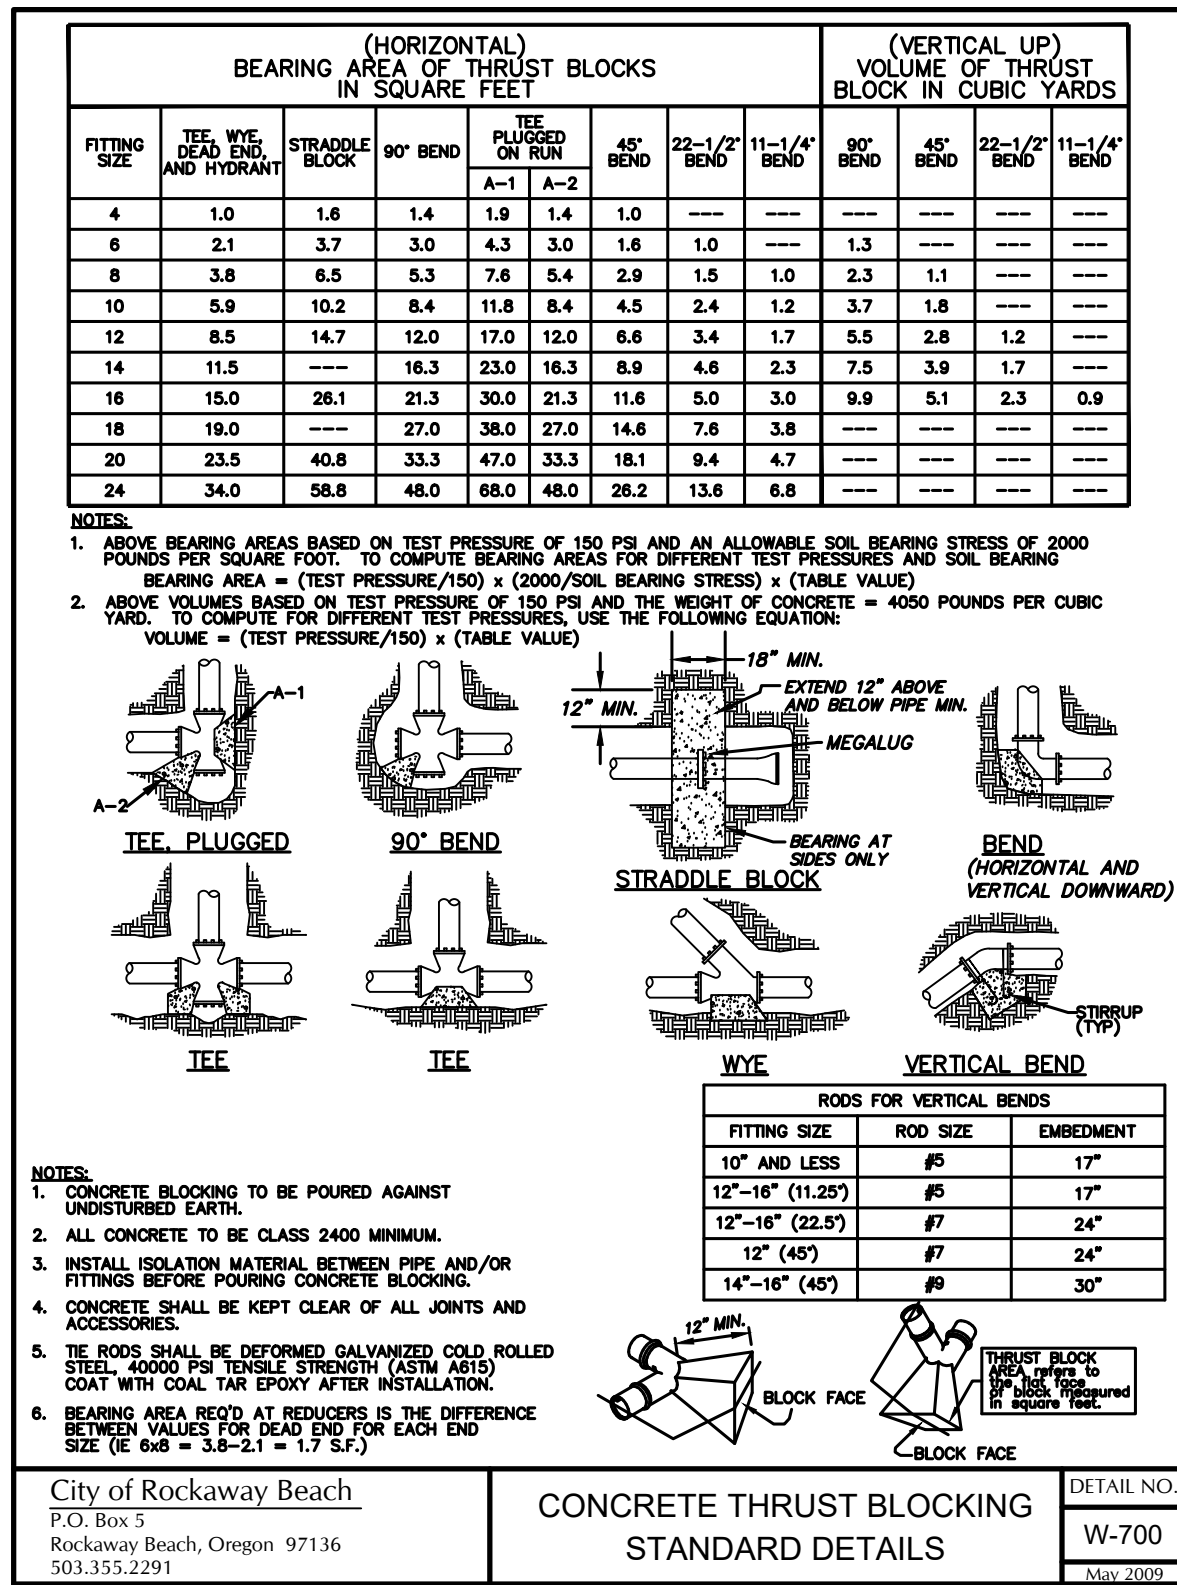 (HORIZONTAL)
BEARING AREA OF THRUST BLOCKS
IN SQUARE FEET
(VERTICAL UP)
VOLUME OF THRUST
BLOCK IN CUBIC YARDS
FITTING SIZE | TEE, WYE, DEAD END, AND HYDRANT | STRADDLE BLOCK | 90° BEND | TEE PLUGGED ON RUN A-1 | A-2 | 45° BEND | 22-1/2° BEND | 11-1/4° BEND | 90° BEND | 45° BEND | 22-1/2° BEND | 11-1/4° BEND
4 1.0 1.6 1.4 1.9 1.4 1.0 --- --- --- --- --- ---
6 2.1 3.7 3.0 4.3 3.0 1.6 1.0 --- 1.3 --- --- ---
8 3.8 6.5 5.3 7.6 5.4 2.9 1.5 1.0 2.3 1.1 --- ---
10 5.9 10.2 8.4 11.8 8.4 4.5 2.4 1.2 3.7 1.8 --- ---
12 8.5 14.7 12.0 17.0 12.0 6.6 3.4 1.7 5.5 2.8 1.2 ---
14 11.5 --- 16.3 23.0 16.3 8.9 4.6 2.3 7.5 3.9 1.7 ---
16 15.0 26.1 21.3 30.0 21.3 11.6 5.0 3.0 9.9 5.1 2.3 0.9
18 19.0 --- 27.0 38.0 27.0 14.6 7.6 3.8 --- --- --- ---
20 23.5 40.8 33.3 47.0 33.3 18.1 9.4 4.7 --- --- --- ---
24 34.0 58.8 48.0 68.0 48.0 26.2 13.6 6.8 --- --- --- ---
NOTES:
1. ABOVE BEARING AREAS BASED ON TEST PRESSURE OF 150 PSI AND AN ALLOWABLE SOIL BEARING STRESS OF 2000
POUNDS PER SQUARE FOOT. TO COMPUTE BEARING AREAS FOR DIFFERENT TEST PRESSURES AND SOIL BEARING
BEARING AREA = (TEST PRESSURE/150) x (2000/SOIL BEARING STRESS) x (TABLE VALUE)
2. ABOVE VOLUMES BASED ON TEST PRESSURE OF 150 PSI AND THE WEIGHT OF CONCRETE = 4050 POUNDS PER CUBIC
YARD. TO COMPUTE FOR DIFFERENT TEST PRESSURES, USE THE FOLLOWING EQUATION:
VOLUME = (TEST PRESSURE/150) x (TABLE VALUE)
A-1
A-2
TEE, PLUGGED
90° BEND
18" MIN.
12" MIN.
EXTEND 12" ABOVE
AND BELOW PIPE MIN.
MEGALUG
BEARING AT
SIDES ONLY
STRADDLE BLOCK
BEND
(HORIZONTAL AND
VERTICAL DOWNWARD)
TEE
TEE
WYE
STIRRUP
(TYP)
VERTICAL BEND
RODS FOR VERTICAL BENDS
FITTING SIZE ROD SIZE EMBEDMENT
10" AND LESS #5 17"
12"-16" (11.25°) #5 17"
12"-16" (22.5°) #7 24"
12" (45°) #7 24"
14"-16" (45°) #9 30"
NOTES:
1. CONCRETE BLOCKING TO BE POURED AGAINST
UNDISTURBED EARTH.
2. ALL CONCRETE TO BE CLASS 2400 MINIMUM.
3. INSTALL ISOLATION MATERIAL BETWEEN PIPE AND/OR
FITTINGS BEFORE POURING CONCRETE BLOCKING.
4. CONCRETE SHALL BE KEPT CLEAR OF ALL JOINTS AND
ACCESSORIES.
5. TIE RODS SHALL BE DEFORMED GALVANIZED COLD ROLLED
STEEL, 40000 PSI TENSILE STRENGTH (ASTM A615)
COAT WITH COAL TAR EPOXY AFTER INSTALLATION.
6. BEARING AREA REQ'D AT REDUCERS IS THE DIFFERENCE
BETWEEN VALUES FOR DEAD END FOR EACH END
SIZE (IE 6x8 = 3.8-2.1 = 1.7 S.F.)
12" MIN.
BLOCK FACE
THRUST BLOCK
AREA refers to
the flat face
of block measured
in square feet.
BLOCK FACE
City of Rockaway Beach
P.O. Box 5
Rockaway Beach, Oregon 97136
503.355.2291
CONCRETE THRUST BLOCKING
STANDARD DETAILS
DETAIL NO.
W-700
May 2009